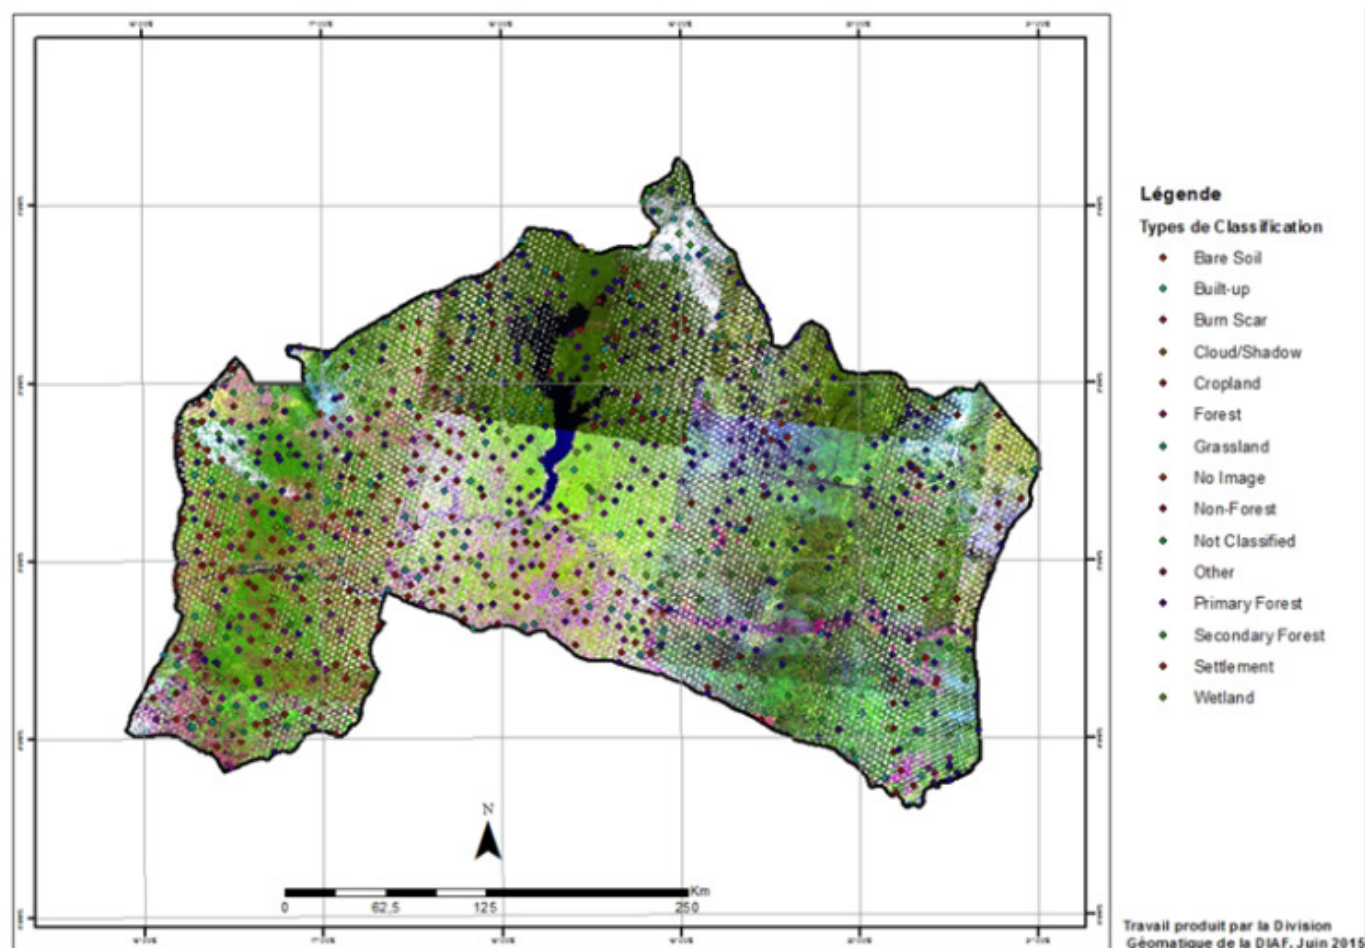 Légende
Types de Classification
Bare Soil
Built-up
Burn Scar
Cloud/Shadow
Cropland
Forest
Grassland
No Image
Non-Forest
Not Classified
Other
Primary Forest
Secondary Forest
Settlement
Wetland
N
Km
0 62,5 125 250
Travail produit par la Division
Géomatique de la DIAF, Juin 2015